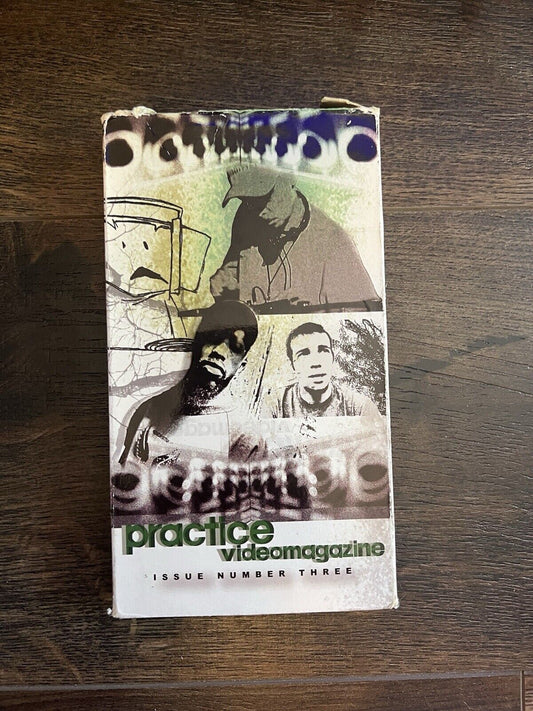 practice
videomagazine
ISSUE NUMBER THREE